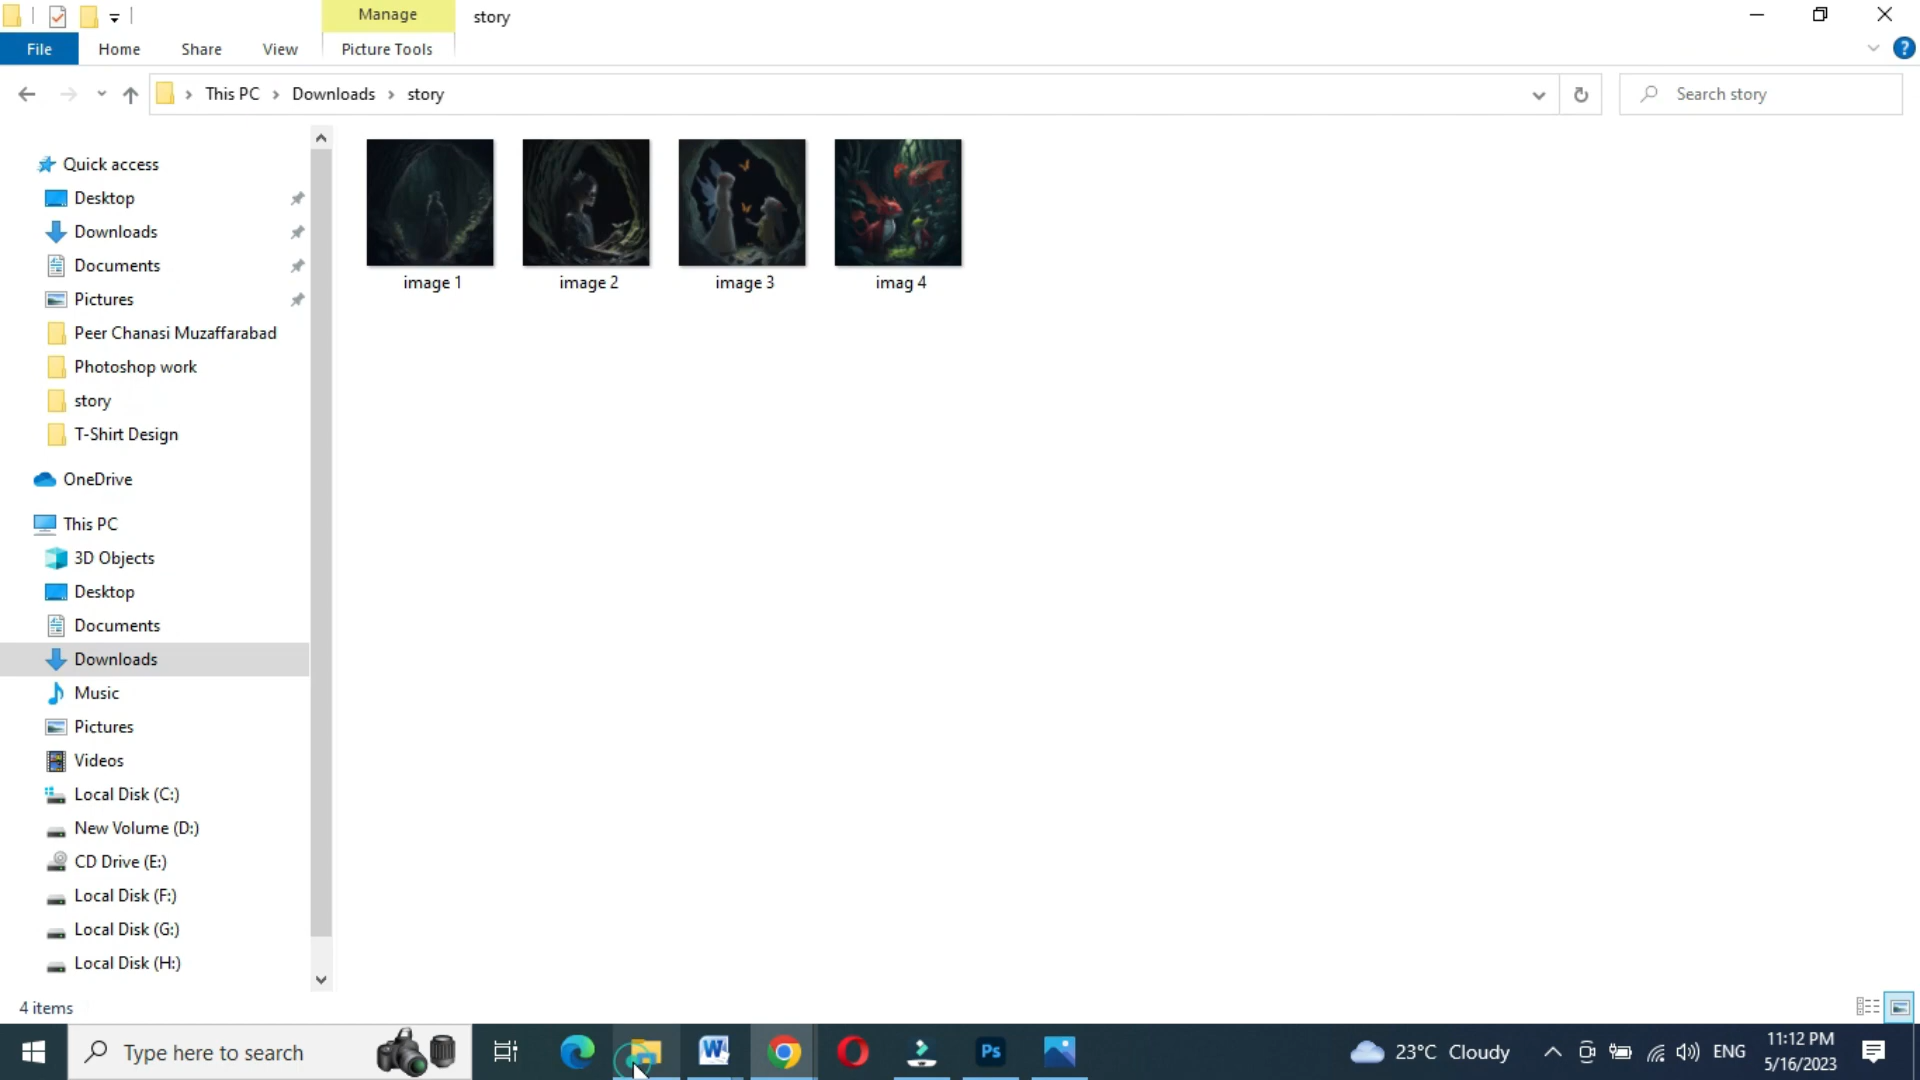 Manage
story
File
Home
Share
View
Picture Tools
This PC
Downloads
story
Search story
Quick access
Desktop
Downloads
Documents
Pictures
Peer Chanasi Muzaffarabad
Photoshop work
story
T-Shirt Design
OneDrive
This PC
3D Objects
Desktop
Documents
Downloads
Music
Pictures
Videos
Local Disk (C:)
New Volume (D:)
CD Drive (E:)
Local Disk (F:)
Local Disk (G:)
Local Disk (H:)
image 1
image 2
image 3
imag 4
4 items
Type here to search
W
Ps
23°C Cloudy
ENG
11:12 PM
5/16/2023